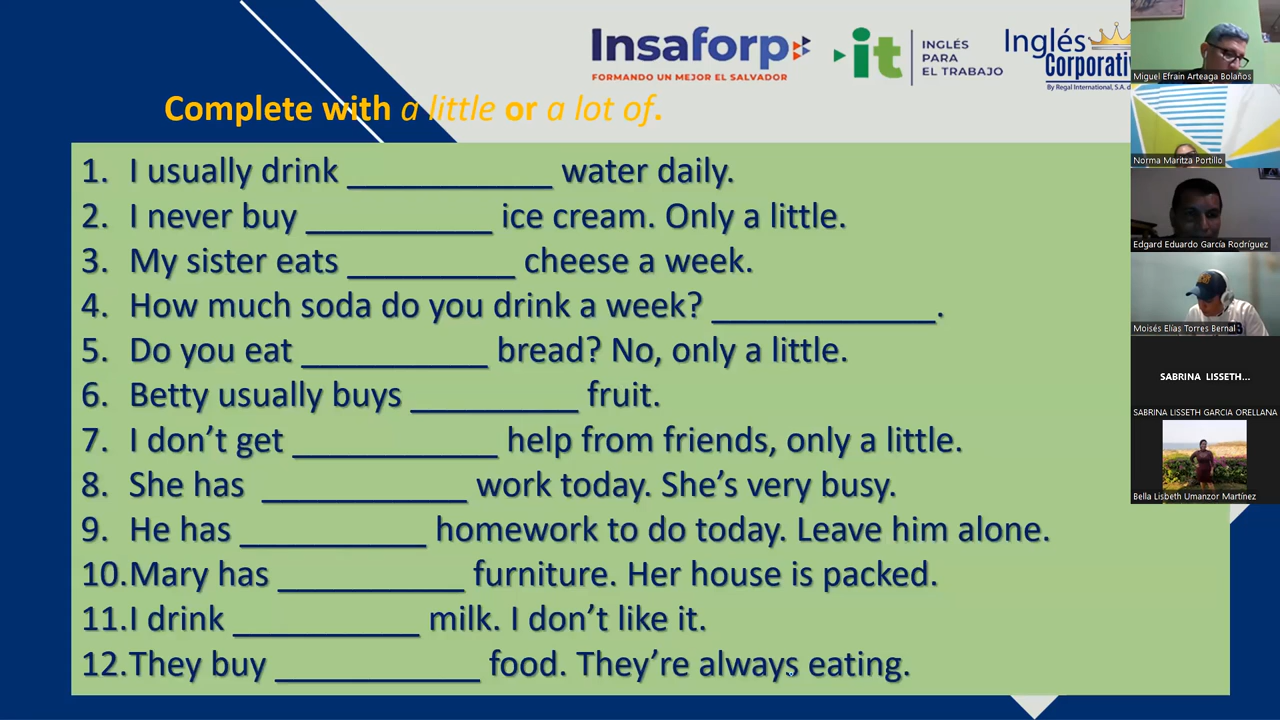 Insaforp
FORMANDO UN MEJOR EL SALVADOR
it
INGLÉS
PARA
EL TRABAJO
Inglés
Corporativ
By Regal International, S.A. d
Complete with a little or a lot of.
1. I usually drink ___________ water daily.
2. I never buy __________ ice cream. Only a little.
3. My sister eats _________ cheese a week.
4. How much soda do you drink a week? ____________.
5. Do you eat __________ bread? No, only a little.
6. Betty usually buys _________ fruit.
7. I don’t get ___________ help from friends, only a little.
8. She has ___________ work today. She’s very busy.
9. He has __________ homework to do today. Leave him alone.
10. Mary has __________ furniture. Her house is packed.
11. I drink __________ milk. I don’t like it.
12. They buy ___________ food. They’re always eating.
Miguel Efrain Arteaga Bolaños
Norma Maritza Portillo
Edgard Eduardo García Rodríguez
Moisés Elías Torres Bernal
SABRINA LISSETH...
SABRINA LISSETH GARCIA ORELLANA
Bella Lisbeth Umanzor Martínez